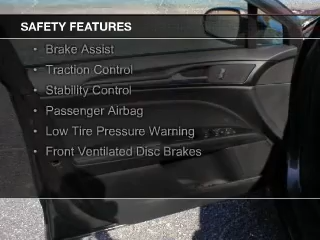 SAFETY FEATURES
• Brake Assist
• Traction Control
• Stability Control
• Passenger Airbag
• Low Tire Pressure Warning
• Front Ventilated Disc Brakes